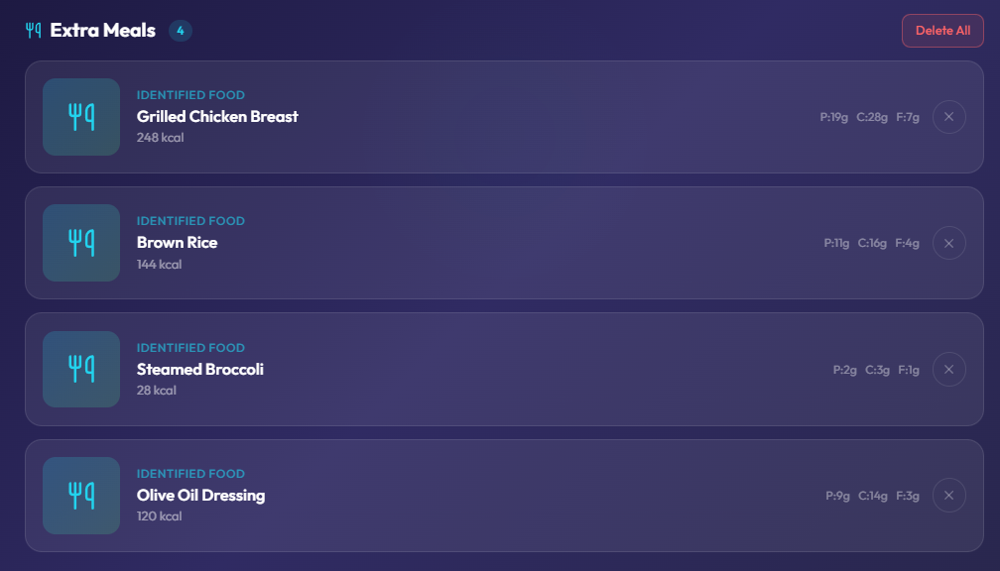 Extra Meals 4 Delete All
IDENTIFIED FOOD
Grilled Chicken Breast
248 kcal
P:19g C:28g F:7g
IDENTIFIED FOOD
Brown Rice
144 kcal
P:11g C:16g F:4g
IDENTIFIED FOOD
Steamed Broccoli
28 kcal
P:2g C:3g F:1g
IDENTIFIED FOOD
Olive Oil Dressing
120 kcal
P:9g C:14g F:3g